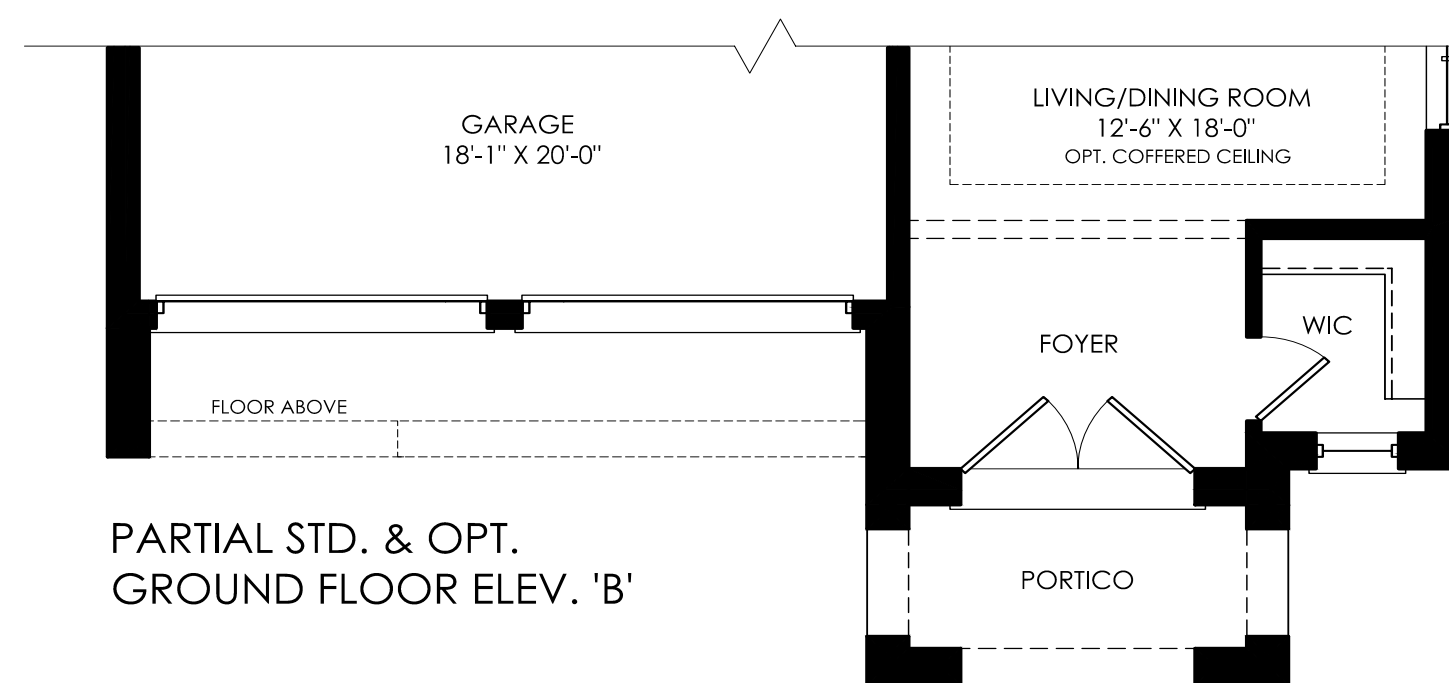 GARAGE
18'-1" X 20'-0"
LIVING/DINING ROOM
12'-6" X 18'-0"
OPT. COFFERED CEILING
FOYER
WIC
FLOOR ABOVE
PARTIAL STD. & OPT.
GROUND FLOOR ELEV. 'B'
PORTICO